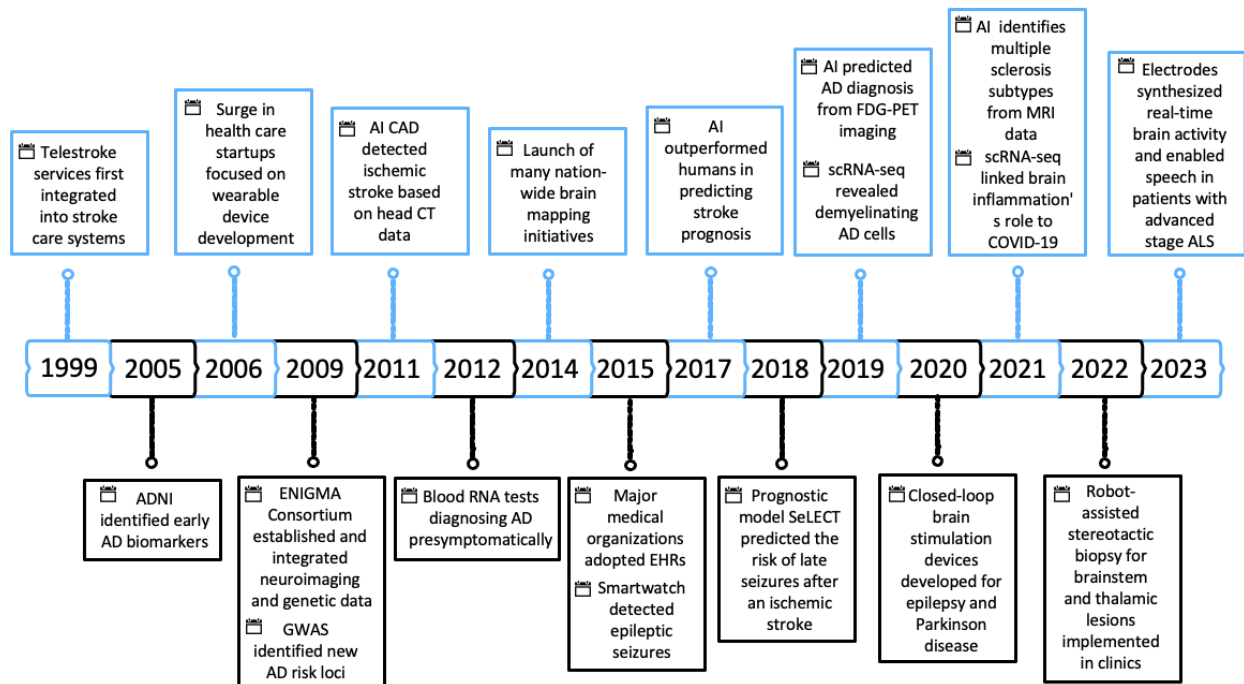 Telestroke
services first
integrated
into stroke
care systems
Surge in
health care
startups
focused on
wearable
device
development
AI CAD
detected
ischemic
stroke based
on head CT
data
Launch of
many nation-
wide brain
mapping
initiatives
AI
outperformed
humans in
predicting
stroke
prognosis
AI predicted
AD diagnosis
from FDG-PET
imaging
scRNA-seq
revealed
demyelinating
AD cells
AI identifies
multiple
sclerosis
subtypes
from MRI
data
scRNA-seq
linked brain
inflammation'
s role to
COVID-19
Electrodes
synthesized
real-time
brain activity
and enabled
speech in
patients with
advanced
stage ALS
1999
2005
2006
2009
2011
2012
2014
2015
2017
2018
2019
2020
2021
2022
2023
ADNI
identified early
AD biomarkers
ENIGMA
Consortium
established and
integrated
neuroimaging
and genetic data
GWAS
identified new
AD risk loci
Blood RNA tests
diagnosing AD
presymptomatically
Major
medical
organizations
adopted EHRs
Smartwatch
detected
epileptic
seizures
Prognostic
model SeLECT
predicted the
risk of late
seizures after
an ischemic
stroke
Closed-loop
brain
stimulation
devices
developed for
epilepsy and
Parkinson
disease
Robot-
assisted
stereotactic
biopsy for
brainstem
and thalamic
lesions
implemented
in clinics